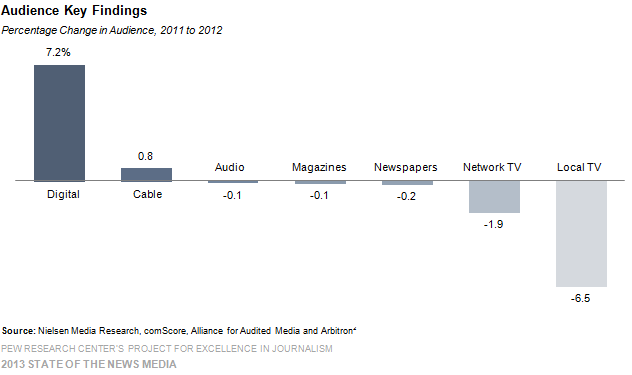 Audience Key Findings
Percentage Change in Audience, 2011 to 2012
7.2%
0.8
Audio
Magazines
Newspapers
Network TV
Local TV
Digital
Cable
-0.1
-0.1
-0.2
-1.9
-6.5
Source: Nielsen Media Research, comScore, Alliance for Audited Media and Arbitron⁴
PEW RESEARCH CENTER'S PROJECT FOR EXCELLENCE IN JOURNALISM
2013 STATE OF THE NEWS MEDIA